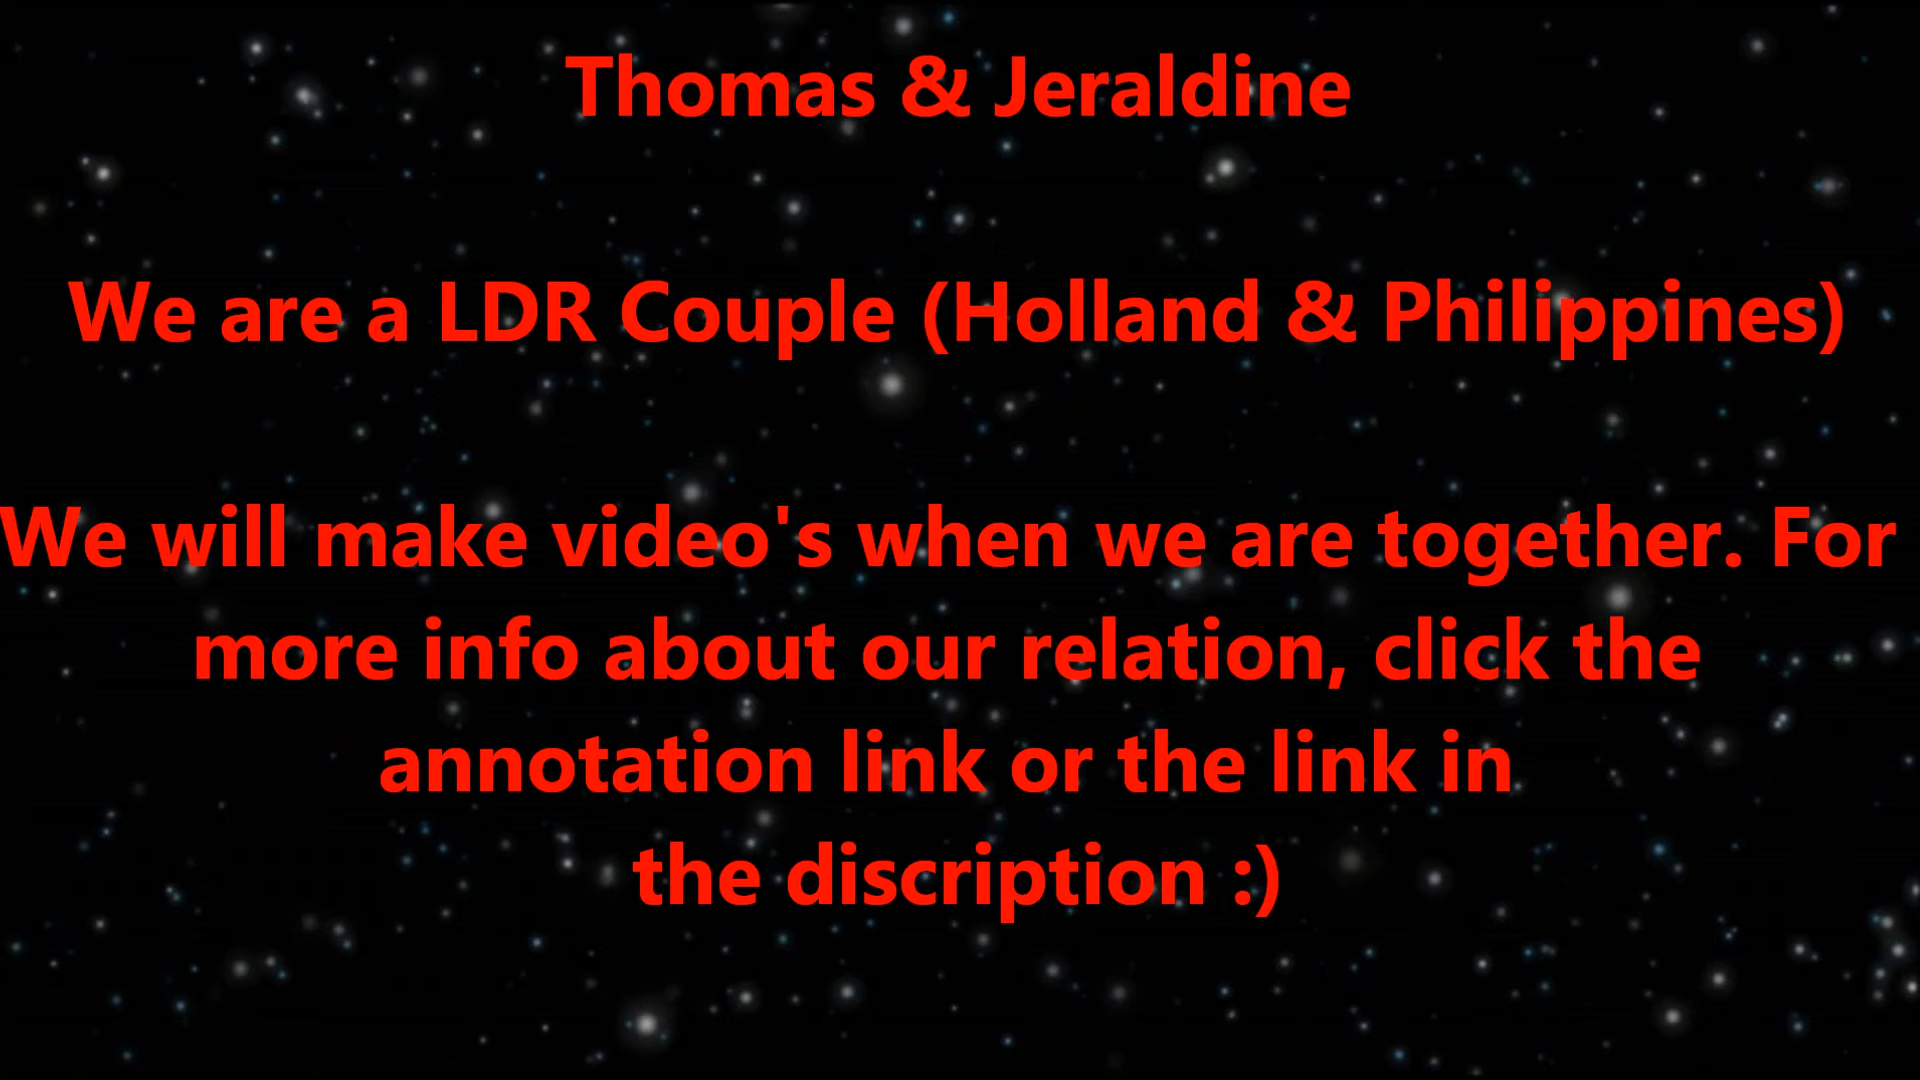 Thomas & Jeraldine
We are a LDR Couple (Holland & Philippines)
We will make video's when we are together. For
more info about our relation, click the
annotation link or the link in
the discription :)